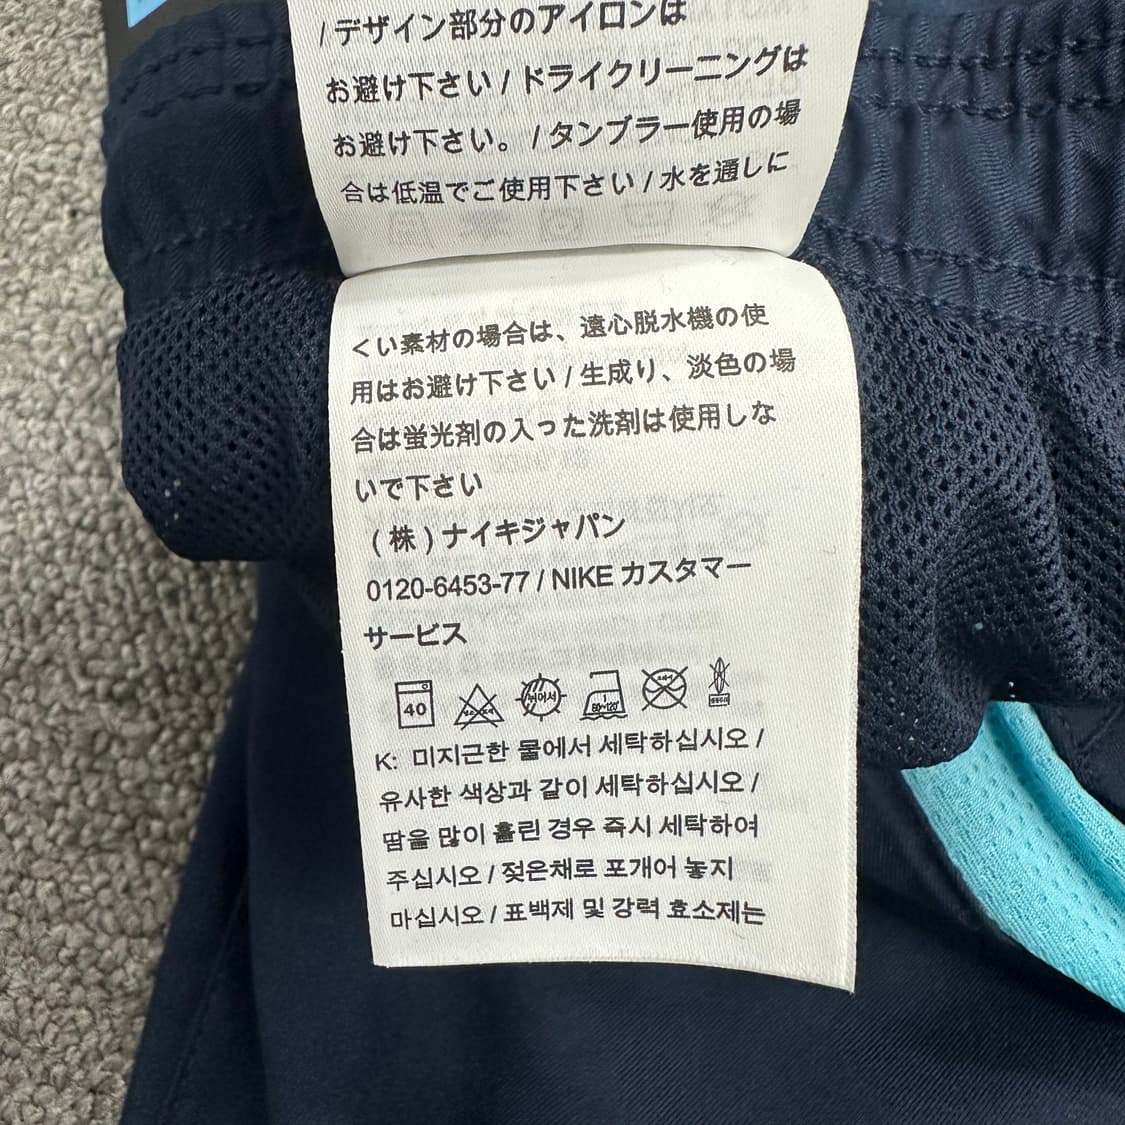 / デザイン部分のアイロンは
お避け下さい / ドライクリーニングは
お避け下さい。 / タンブラー使用の場
合は低温でご使用下さい / 水を通しに
くい素材の場合は、遠心脱水機の使
用はお避け下さい / 生成り、淡色の場
合は蛍光剤の入った洗剤は使用しな
いで下さい
( 株 ) ナイキジャパン
0120-6453-77 / NIKE カスタマー
サービス
40 80~120°
K: 미지근한 물에서 세탁하십시오 /
유사한 색상과 같이 세탁하십시오 /
땀을 많이 흘린 경우 즉시 세탁하여
주십시오 / 젖은채로 포개어 놓지
마십시오 / 표백제 및 강력 효소제는